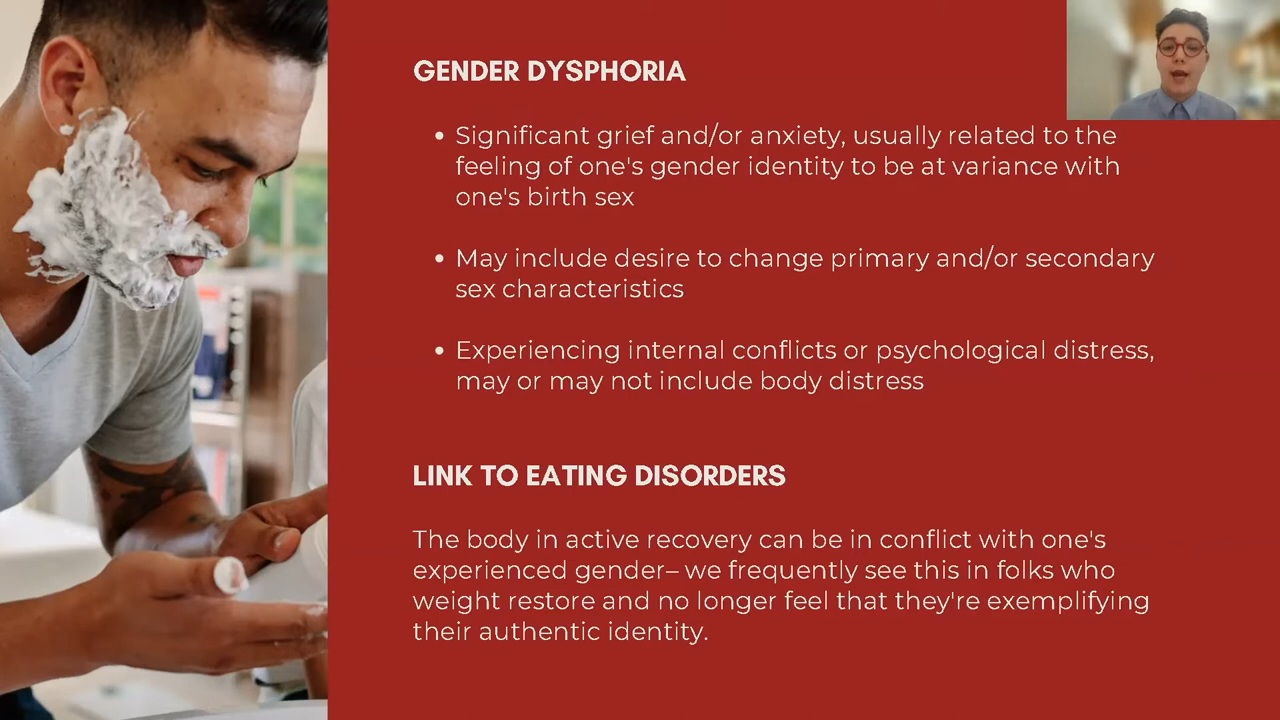 GENDER DYSPHORIA
• Significant grief and/or anxiety, usually related to the
feeling of one's gender identity to be at variance with
one's birth sex
• May include desire to change primary and/or secondary
sex characteristics
• Experiencing internal conflicts or psychological distress,
may or may not include body distress
LINK TO EATING DISORDERS
The body in active recovery can be in conflict with one's
experienced gender– we frequently see this in folks who
weight restore and no longer feel that they're exemplifying
their authentic identity.